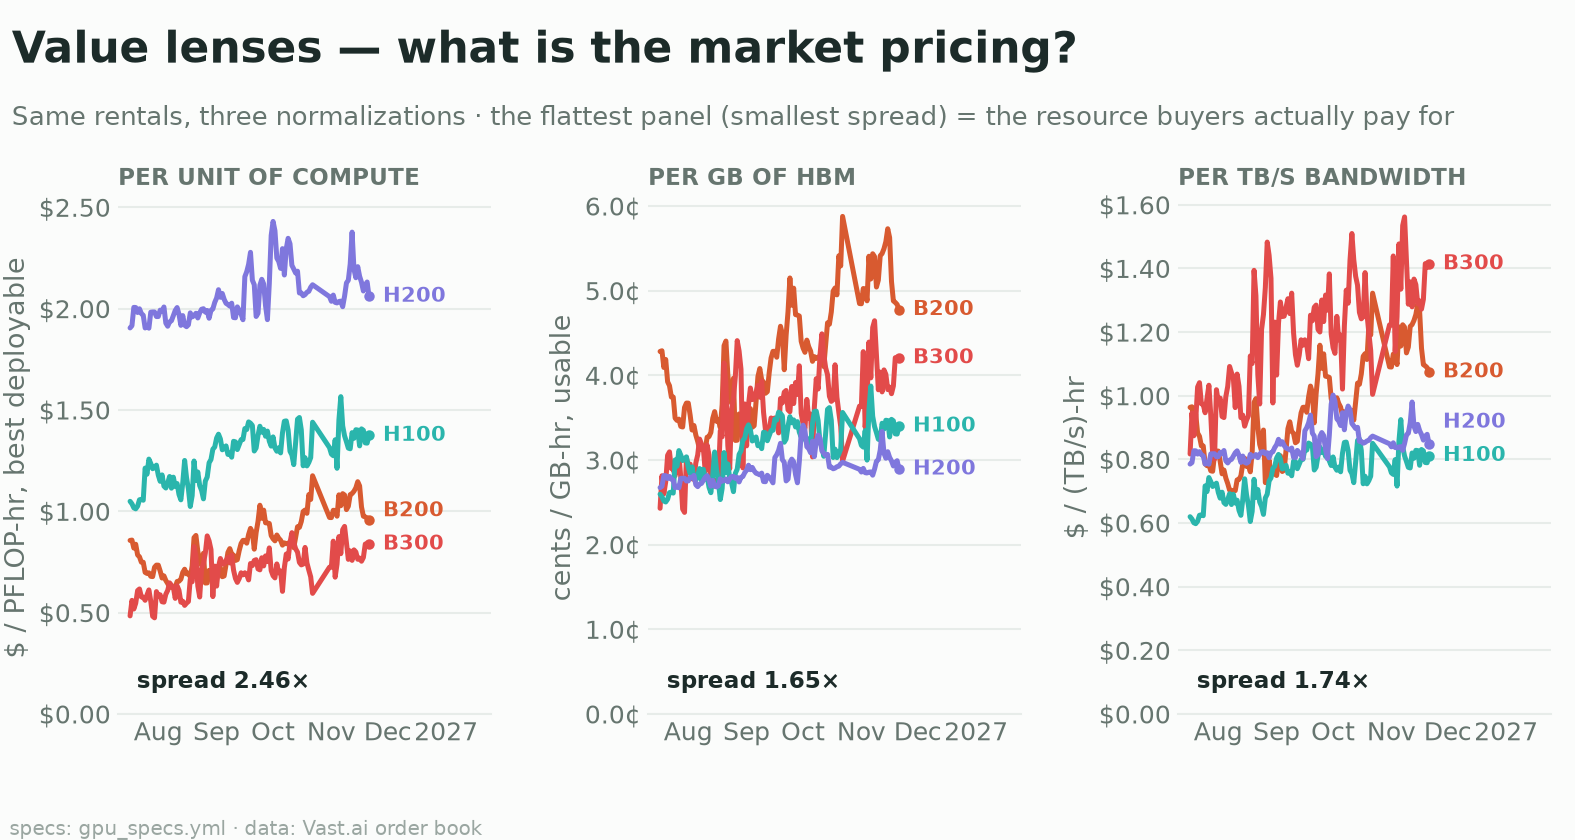 Value lenses — what is the market pricing?
Same rentals, three normalizations · the flattest panel (smallest spread) = the resource buyers actually pay for
PER UNIT OF COMPUTE
$ / PFLOP-hr, best deployable
$2.50
$2.00
$1.50
$1.00
$0.50
$0.00
H200
H100
B200
B300
spread 2.46×
Aug Sep Oct Nov Dec 2027
PER GB OF HBM
cents / GB-hr, usable
6.0¢
5.0¢
4.0¢
3.0¢
2.0¢
1.0¢
0.0¢
B200
B300
H100
H200
spread 1.65×
Aug Sep Oct Nov Dec 2027
PER TB/S BANDWIDTH
$ / (TB/s)-hr
$1.60
$1.40
$1.20
$1.00
$0.80
$0.60
$0.40
$0.20
$0.00
B300
B200
H200
H100
spread 1.74×
Aug Sep Oct Nov Dec 2027
specs: gpu_specs.yml · data: Vast.ai order book